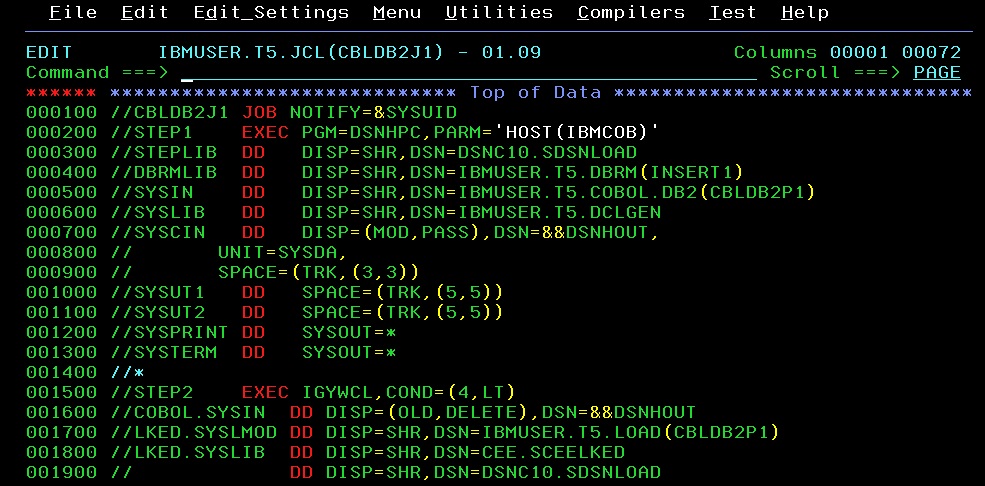 File  Edit  Edit_Settings  Menu  Utilities  Compilers  Test  Help
EDIT       IBMUSER.T5.JCL(CBLDB2J1) - 01.09                Columns 00001 00072
Command ===>                                                  Scroll ===> PAGE
****** ***************************** Top of Data ******************************
000100 //CBLDB2J1 JOB NOTIFY=&SYSUID
000200 //STEP1    EXEC PGM=DSNHPC,PARM='HOST(IBMCOB)'
000300 //STEPLIB  DD   DISP=SHR,DSN=DSNC10.SDSNLOAD
000400 //DBRMLIB  DD   DISP=SHR,DSN=IBMUSER.T5.DBRM(INSERT1)
000500 //SYSIN    DD   DISP=SHR,DSN=IBMUSER.T5.COBOL.DB2(CBLDB2P1)
000600 //SYSLIB   DD   DISP=SHR,DSN=IBMUSER.T5.DCLGEN
000700 //SYSCIN   DD   DISP=(MOD,PASS),DSN=&&DSNHOUT,
000800 //       UNIT=SYSDA,
000900 //       SPACE=(TRK,(3,3))
001000 //SYSUT1   DD   SPACE=(TRK,(5,5))
001100 //SYSUT2   DD   SPACE=(TRK,(5,5))
001200 //SYSPRINT DD   SYSOUT=*
001300 //SYSTERM  DD   SYSOUT=*
001400 //*
001500 //STEP2    EXEC IGYWCL,COND=(4,LT)
001600 //COBOL.SYSIN  DD DISP=(OLD,DELETE),DSN=&&DSNHOUT
001700 //LKED.SYSLMOD DD DISP=SHR,DSN=IBMUSER.T5.LOAD(CBLDB2P1)
001800 //LKED.SYSLIB  DD DISP=SHR,DSN=CEE.SCEELKED
001900 //             DD DISP=SHR,DSN=DSNC10.SDSNLOAD